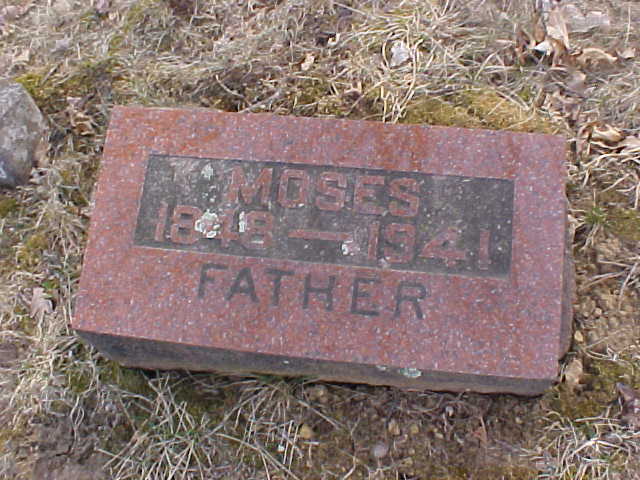 MOSES
1848 — 1941
FATHER